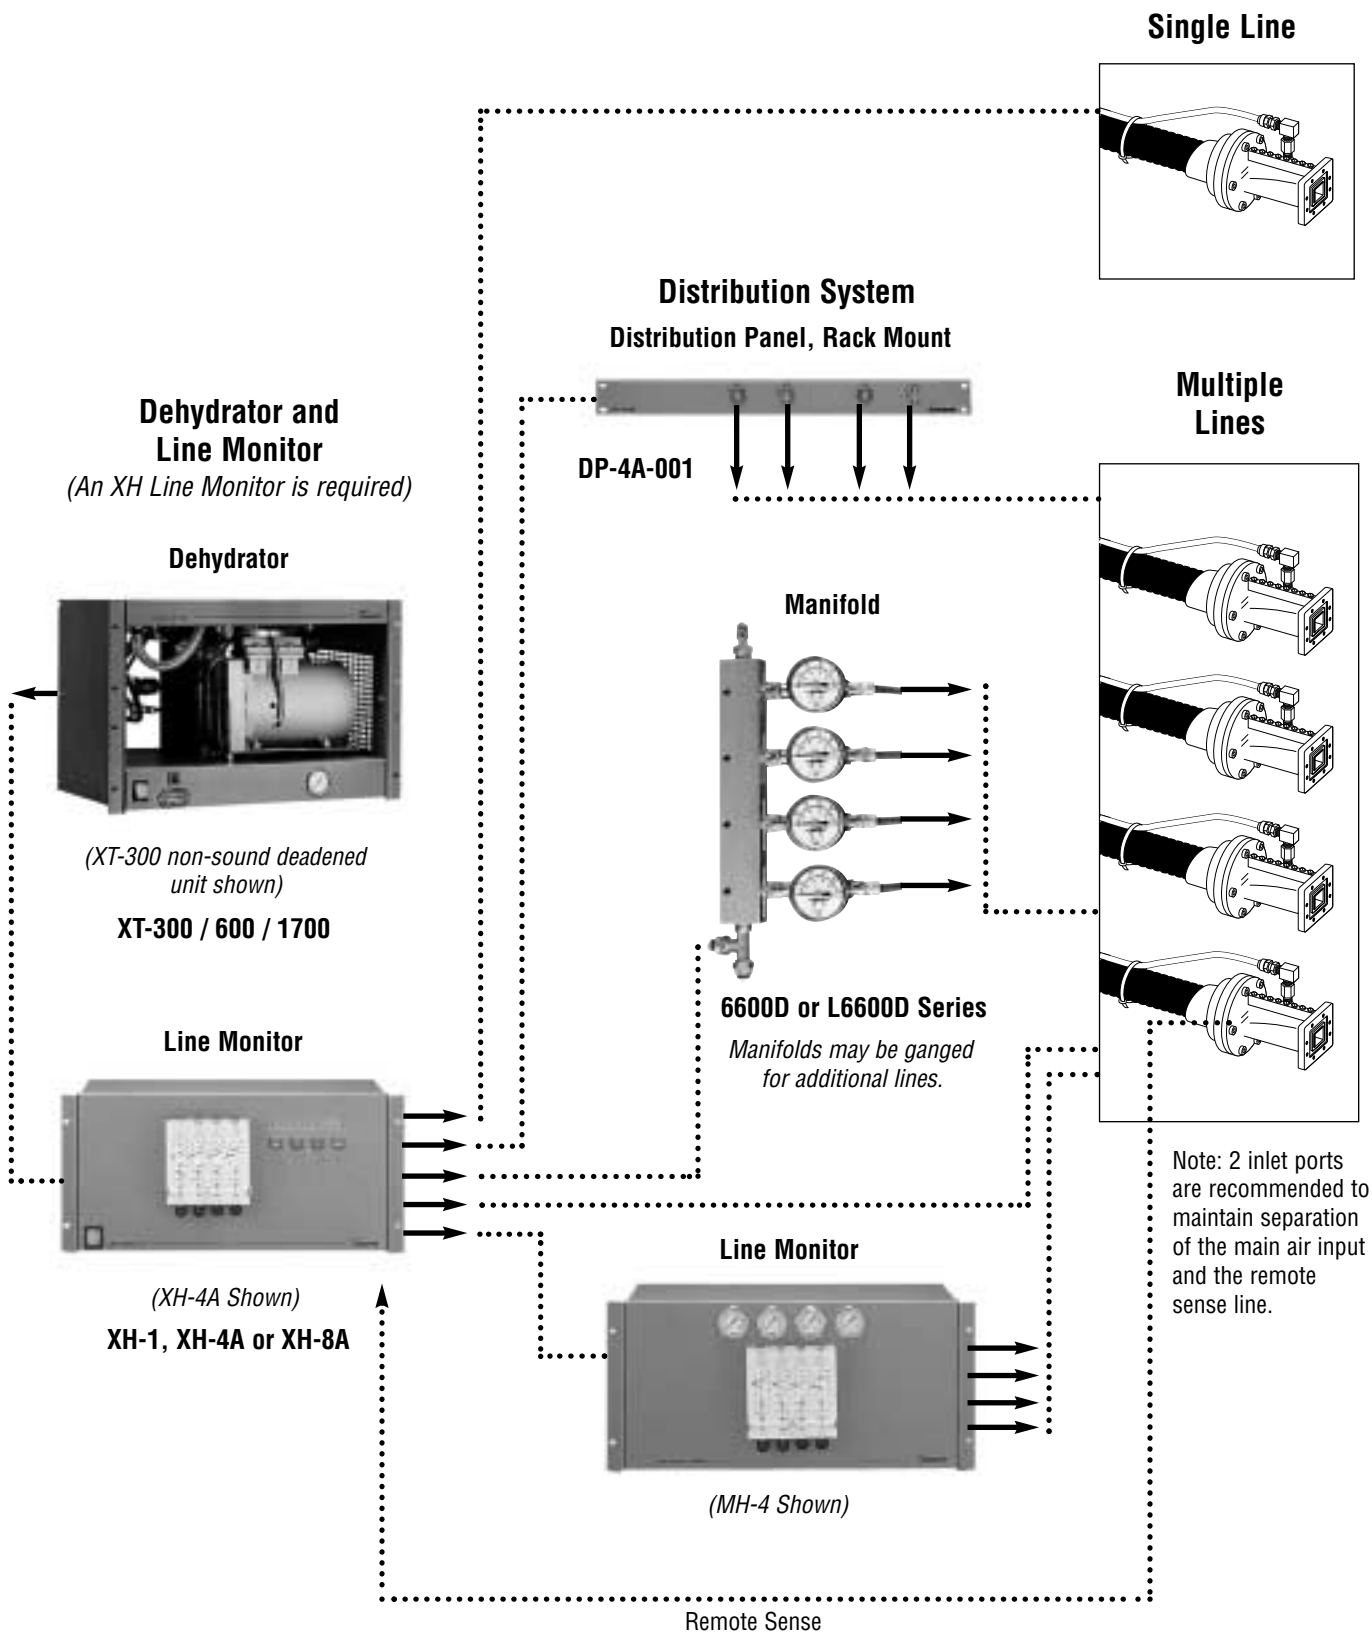 Single Line
Distribution System
Distribution Panel, Rack Mount
DP-4A-001
Multiple
Lines
Dehydrator and
Line Monitor
(An XH Line Monitor is required)
Dehydrator
(XT-300 non-sound deadened
unit shown)
XT-300 / 600 / 1700
Manifold
6600D or L6600D Series
Manifolds may be ganged
for additional lines.
Line Monitor
(XH-4A Shown)
XH-1, XH-4A or XH-8A
Line Monitor
(MH-4 Shown)
Note: 2 inlet ports
are recommended to
maintain separation
of the main air input
and the remote
sense line.
Remote Sense